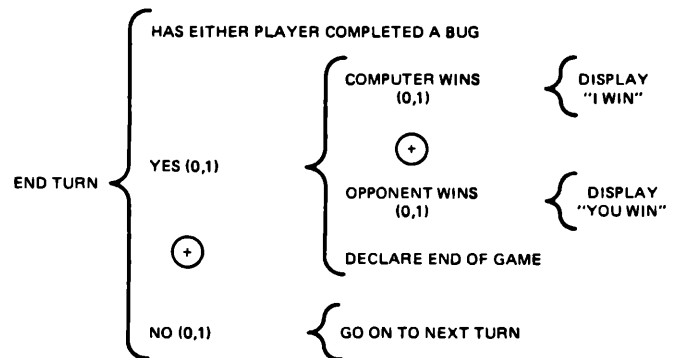 HAS EITHER PLAYER COMPLETED A BUG
COMPUTER WINS
(0,1)
DISPLAY
"I WIN"
+
END TURN
YES (0,1)
OPPONENT WINS
(0,1)
DISPLAY
"YOU WIN"
+
DECLARE END OF GAME
NO (0,1)
GO ON TO NEXT TURN